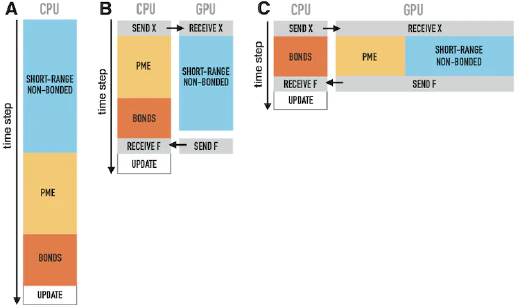 A
CPU
time step
SHORT-RANGE
NON-BONDED
PME
BONDS
UPDATE
B
CPU
GPU
time step
SEND X
RECEIVE X
PME
SHORT-RANGE
NON-BONDED
BONDS
RECEIVE F
SEND F
UPDATE
C
CPU
GPU
time step
SEND X
RECEIVE X
BONDS
PME
SHORT-RANGE
NON-BONDED
RECEIVE F
SEND F
UPDATE